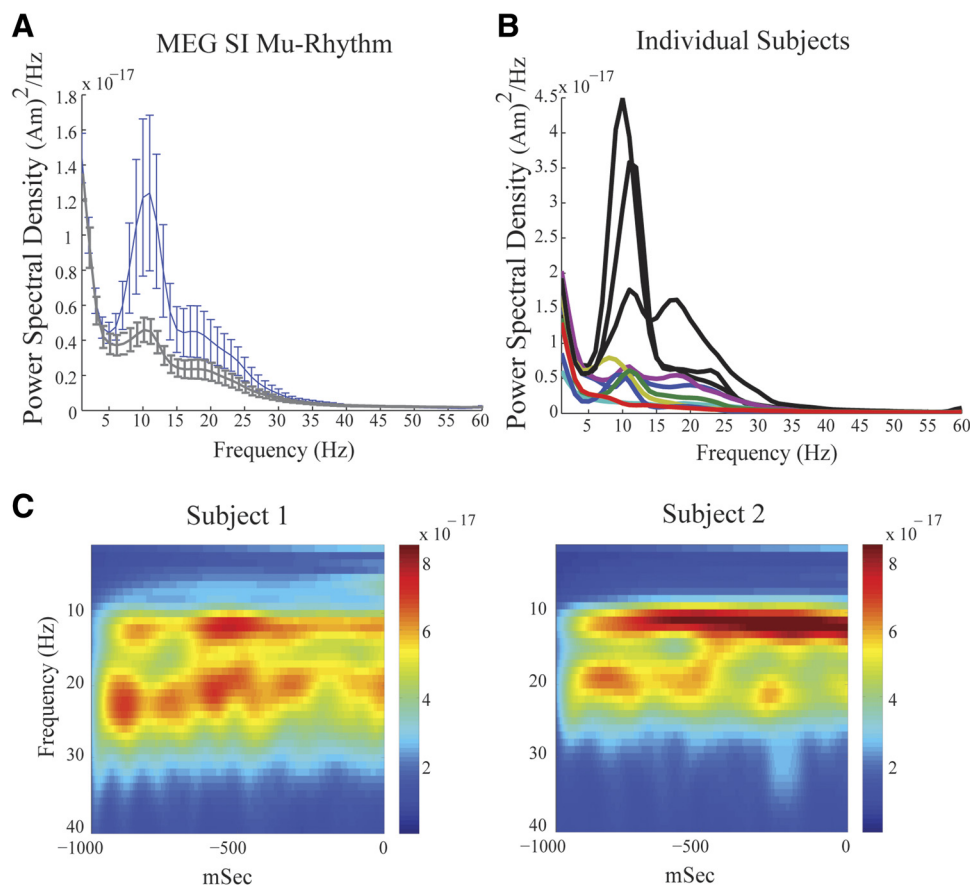 A
MEG SI Mu-Rhythm
x 10⁻¹⁷
Power Spectral Density (Am)²/Hz
1.8
1.6
1.4
1.2
1
0.8
0.6
0.4
0.2
0
5 10 15 20 25 30 35 40 45 50 55 60
Frequency (Hz)
B
Individual Subjects
x 10⁻¹⁷
Power Spectral Density (Am)²/Hz
4.5
4
3.5
3
2.5
2
1.5
1
0.5
0
5 10 15 20 25 30 35 40 45 50 55 60
Frequency (Hz)
C
Subject 1
x 10⁻¹⁷
Frequency (Hz)
10
20
30
40
8
6
4
2
−1000 −500 0
mSec
Subject 2
x 10⁻¹⁷
10
20
30
40
8
6
4
2
−1000 −500 0
mSec